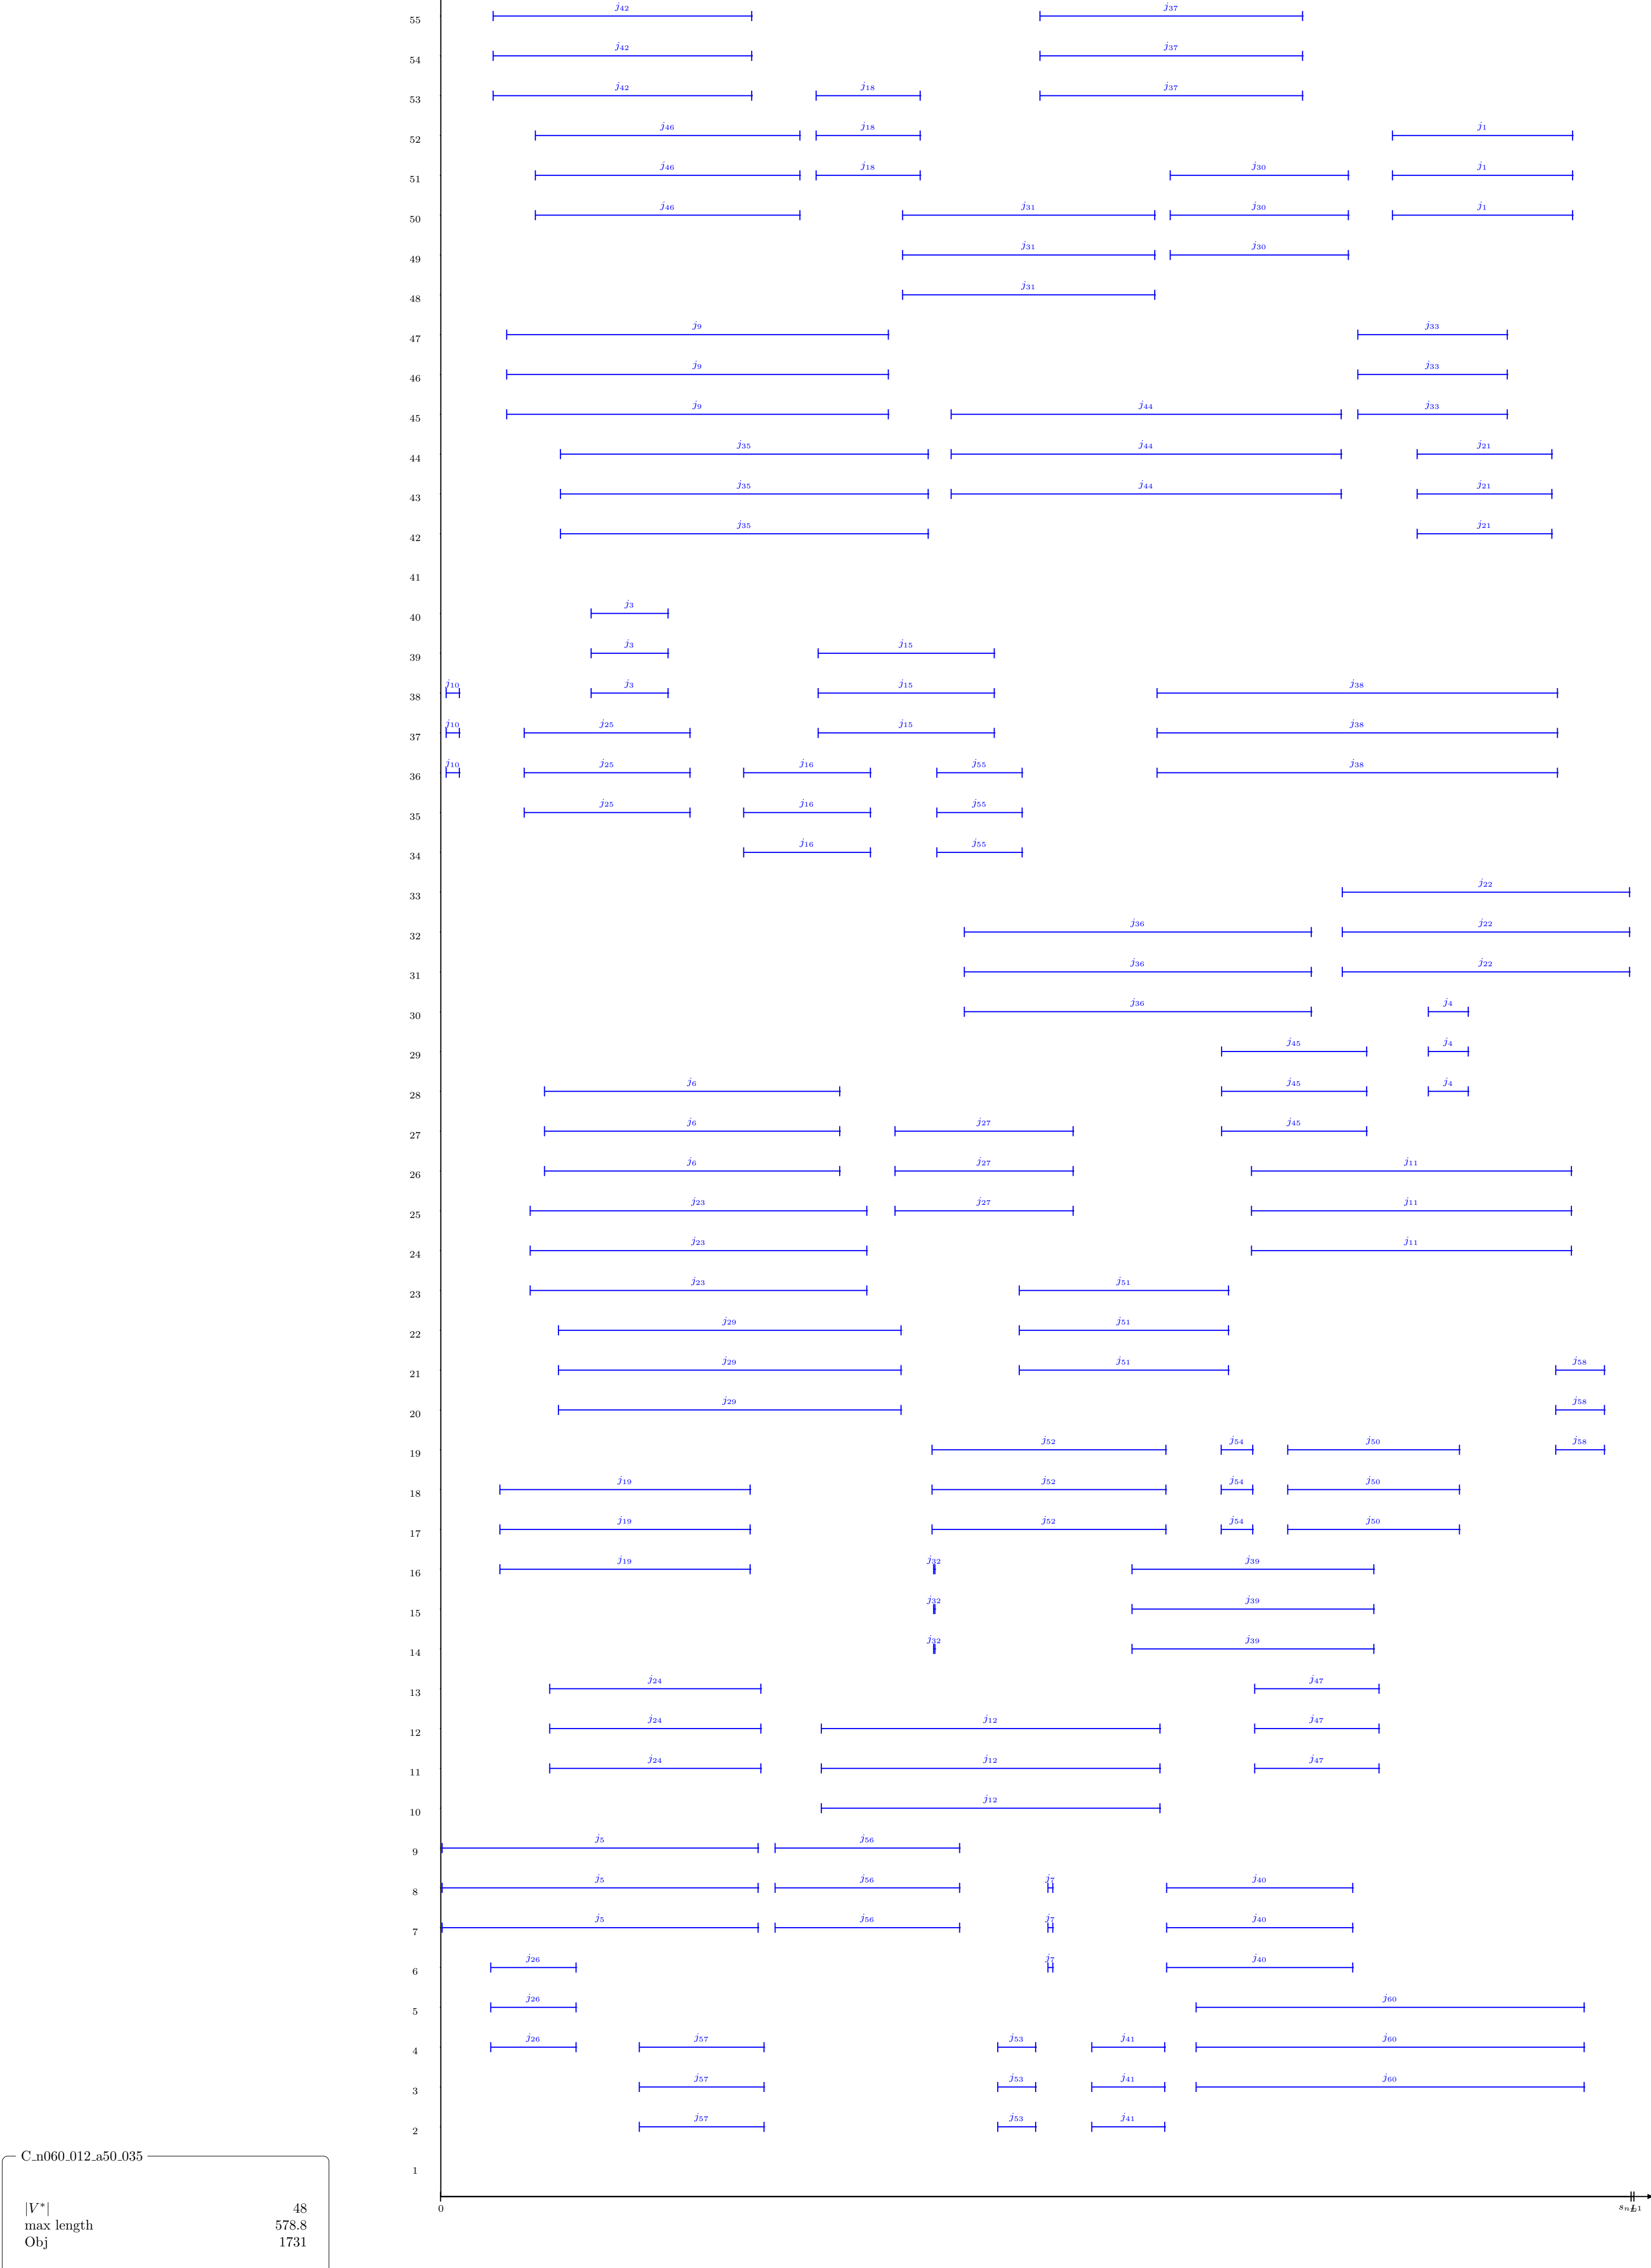 55 j42 j37
54 j42 j37
53 j42 j18 j37
52 j46 j18 j1
51 j46 j18 j30 j1
50 j46 j31 j30 j1
49 j31 j30
48 j31
47 j9 j33
46 j9 j33
45 j9 j44 j33
44 j35 j44 j21
43 j35 j44 j21
42 j35 j21
41
40 j3
39 j3 j15
38 j10 j3 j15 j38
37 j10 j25 j15 j38
36 j10 j25 j16 j55 j38
35 j25 j16 j55
34 j16 j55
33 j22
32 j36 j22
31 j36 j22
30 j36 j4
29 j45 j4
28 j6 j45 j4
27 j6 j27 j45
26 j6 j27 j11
25 j23 j27 j11
24 j23 j11
23 j23 j51
22 j29 j51
21 j29 j51 j58
20 j29 j58
19 j52 j54 j50 j58
18 j19 j52 j54 j50
17 j19 j52 j54 j50
16 j19 j32 j39
15 j32 j39
14 j32 j39
13 j24 j47
12 j24 j12 j47
11 j24 j12 j47
10 j12
9 j5 j56
8 j5 j56 j7 j40
7 j5 j56 j7 j40
6 j26 j7 j40
5 j26 j60
4 j26 j57 j53 j41 j60
3 j57 j53 j41 j60
2 j57 j53 j41
1
0
C_n060_012_a50_035
|V*| 48
max length 578.8
Obj 1731